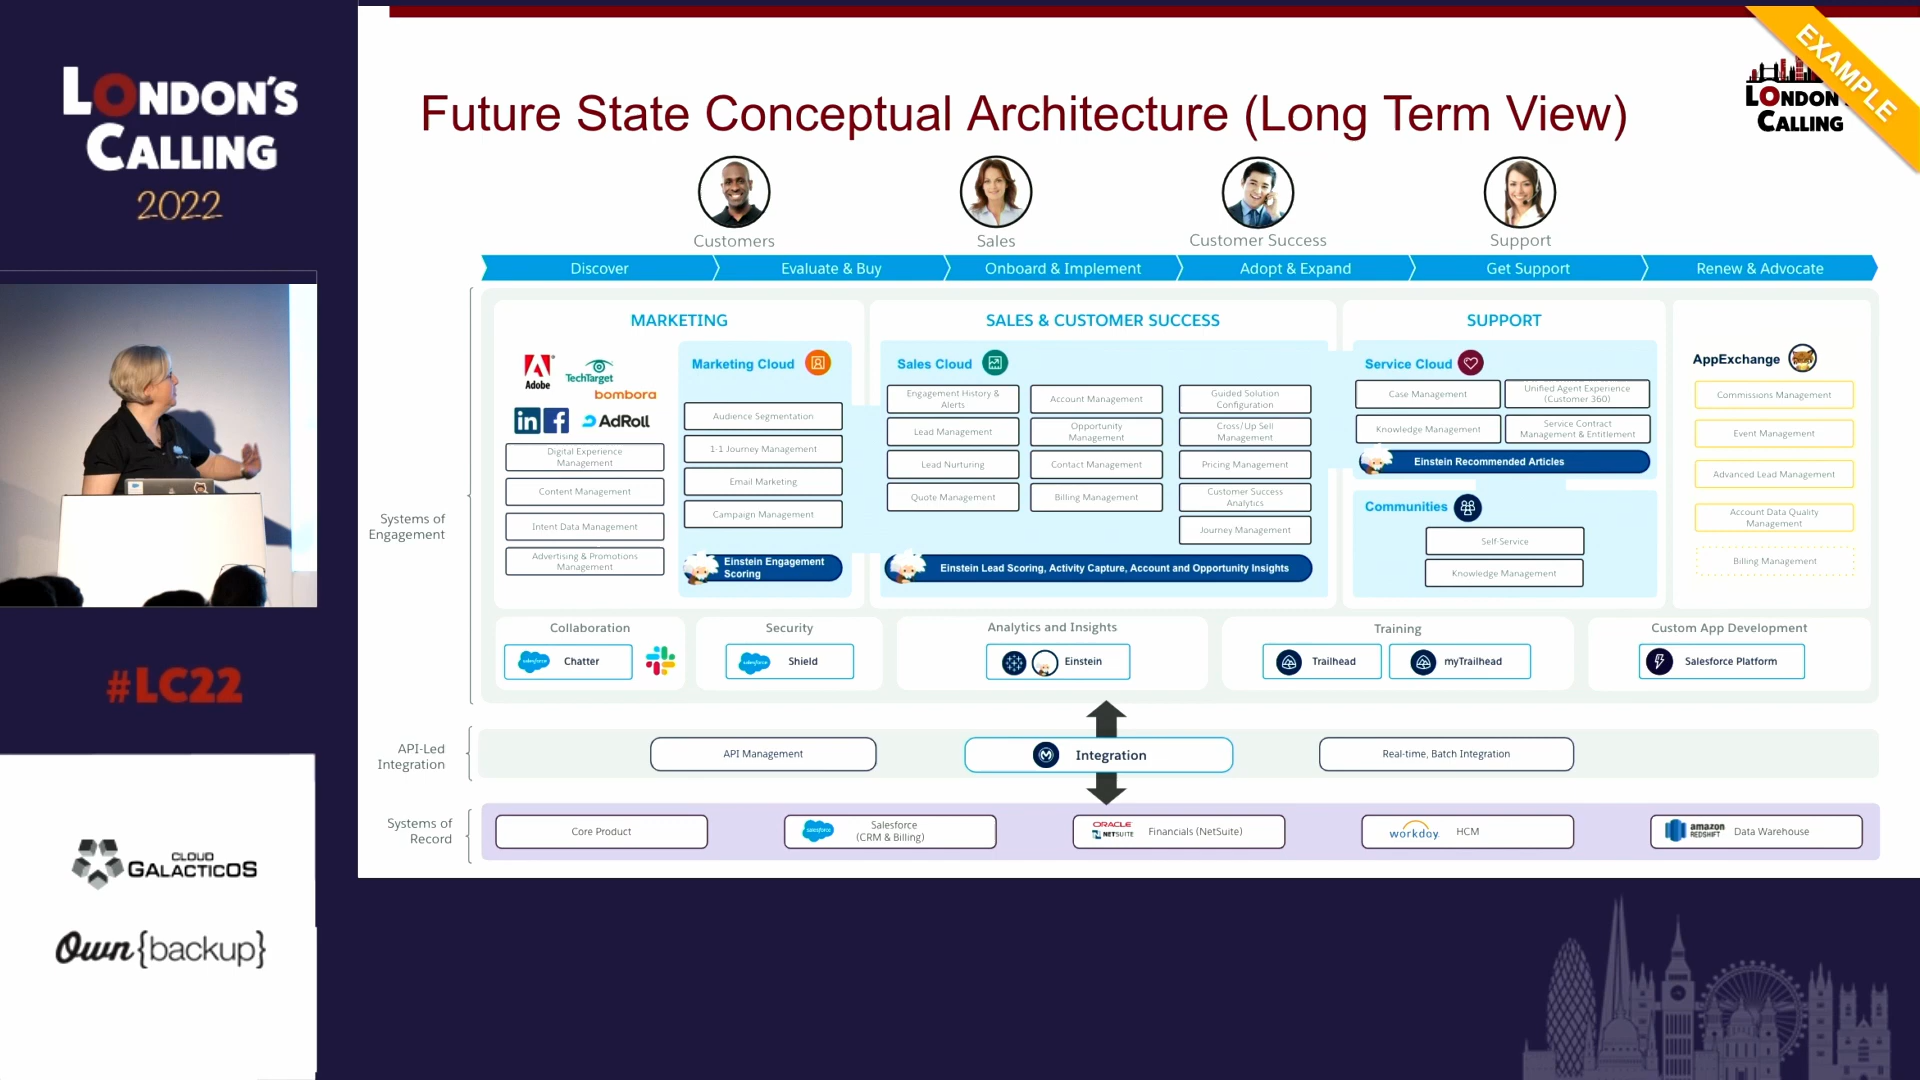 LONDON'S
CALLING
2022
#LC22
CLOUD
GALACTICOS
Own{backup}
EXAMPLE
LONDON
CALLING
Future State Conceptual Architecture (Long Term View)
Customers
Sales
Customer Success
Support
Discover
Evaluate & Buy
Onboard & Implement
Adopt & Expand
Get Support
Renew & Advocate
Systems of
Engagement
MARKETING
Adobe
TechTarget
bombora
in f
AdRoll
Digital Experience
Management
Content Management
Intent Data Management
Advertising & Promotions
Management
Marketing Cloud
Audience Segmentation
1-1 Journey Management
Email Marketing
Campaign Management
Einstein Engagement
Scoring
SALES & CUSTOMER SUCCESS
Sales Cloud
Engagement History &
Alerts
Lead Management
Lead Nurturing
Quote Management
Account Management
Opportunity
Management
Contact Management
Billing Management
Guided Solution
Configuration
Cross/Up Sell
Management
Pricing Management
Customer Success
Analytics
Journey Management
Einstein Lead Scoring, Activity Capture, Account and Opportunity Insights
SUPPORT
Service Cloud
Case Management
Unified Agent Experience
(Customer 360)
Knowledge Management
Service Contract
Management & Entitlement
Einstein Recommended Articles
Communities
Self-Service
Knowledge Management
AppExchange
Commissions Management
Event Management
Advanced Lead Management
Account Data Quality
Management
Billing Management
Collaboration
salesforce
Chatter
Security
salesforce
Shield
Analytics and Insights
Einstein
Training
Trailhead
myTrailhead
Custom App Development
Salesforce Platform
API-Led
Integration
API Management
Integration
Real-time, Batch Integration
Systems of
Record
Core Product
salesforce
Salesforce
(CRM & Billing)
ORACLE
NETSUITE
Financials (NetSuite)
workday
HCM
amazon
REDSHIFT
Data Warehouse